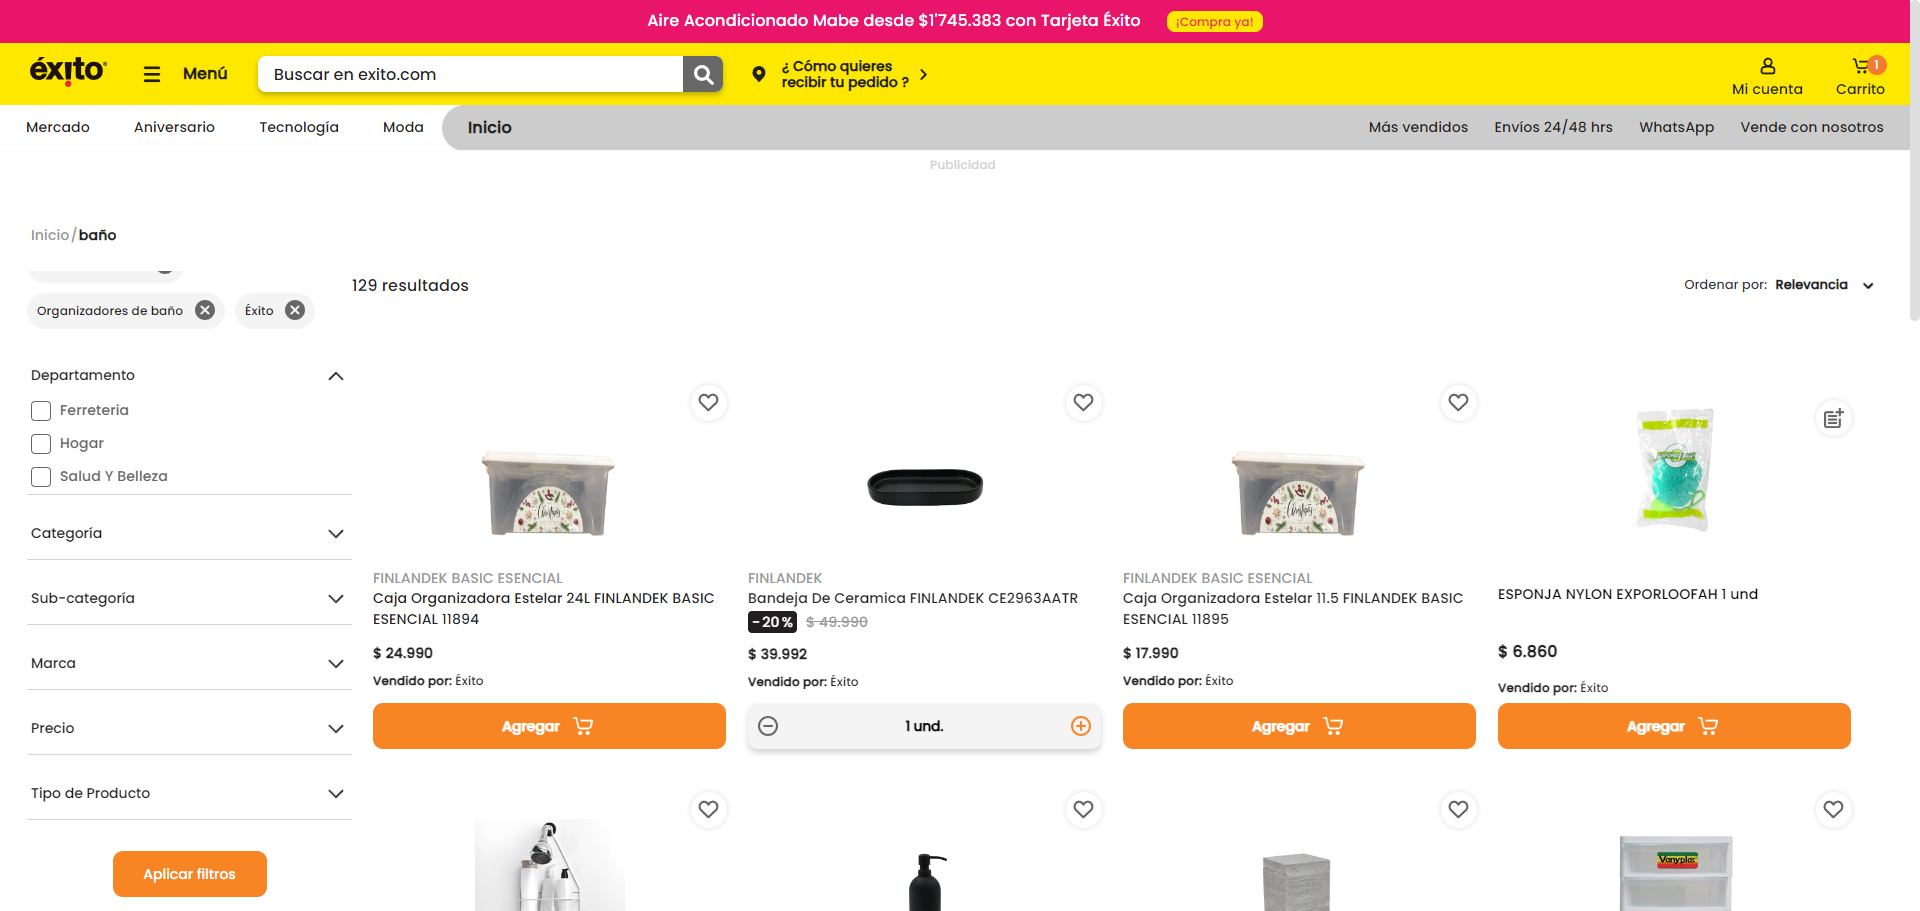 Aire Acondicionado Mabe desde $1'745.383 con Tarjeta Éxito
¡Compra ya!
éxito
Menú
Buscar en exito.com
¿ Cómo quieres
recibir tu pedido ?
Mi cuenta
1
Carrito
Mercado
Aniversario
Tecnología
Moda
Inicio
Más vendidos
Envíos 24/48 hrs
WhatsApp
Vende con nosotros
Publicidad
Inicio/baño
Organizadores de baño
Éxito
129 resultados
Ordenar por: Relevancia
Departamento
Ferreteria
Hogar
Salud Y Belleza
Categoría
Sub-categoría
Marca
Precio
Tipo de Producto
Aplicar filtros
Christmas
FINLANDEK BASIC ESENCIAL
Caja Organizadora Estelar 24L FINLANDEK BASIC
ESENCIAL 11894
$ 24.990
Vendido por: Éxito
Agregar
FINLANDEK
Bandeja De Ceramica FINLANDEK CE2963AATR
-20%
$ 49.990
$ 39.992
Vendido por: Éxito
1 und.
Christmas
FINLANDEK BASIC ESENCIAL
Caja Organizadora Estelar 11.5 FINLANDEK BASIC
ESENCIAL 11895
$ 17.990
Vendido por: Éxito
Agregar
ESPONJA NYLON EXPORLOOFAH 1 und
$ 6.860
Vendido por: Éxito
Agregar
Vanyplas